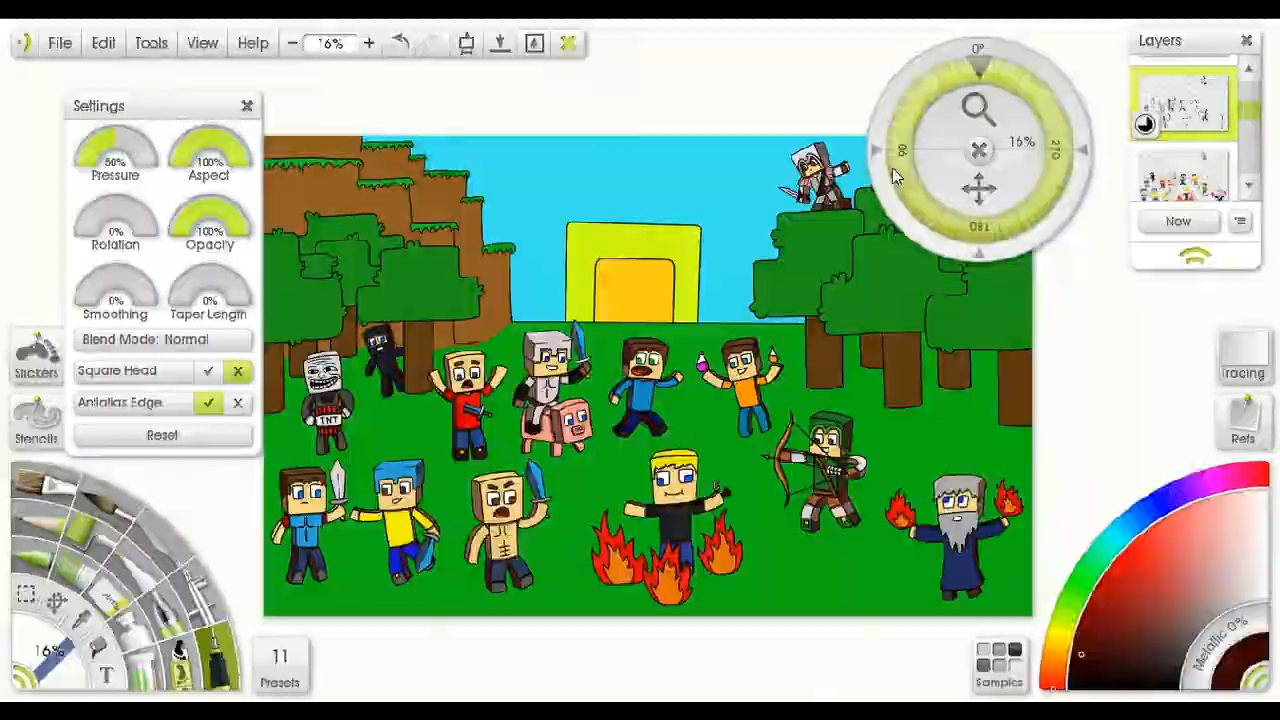 File Edit Tools View Help − 16% +
0°
Layers
Settings
16%
90
270
180
50% 100%
Pressure Aspect
0% 100%
Rotation Opacity
Now
0% 0%
Smoothing Taper Length
Blend Mode: Normal
Square Head
Stickers
Tracing
Antialias Edge
TNT
Reset
Stencils
Refs
16%
T
11
Presets
Samples
Metallic 0%